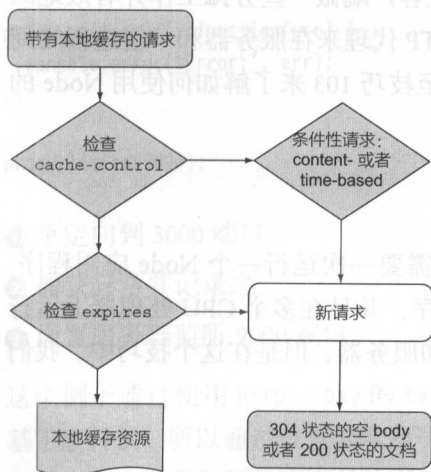 带有本地缓存的请求
检查
cache-control
条件性请求：
content- 或者
time-based
检查 expires
新请求
本地缓存资源
304 状态的空 body
或者 200 状态的文档